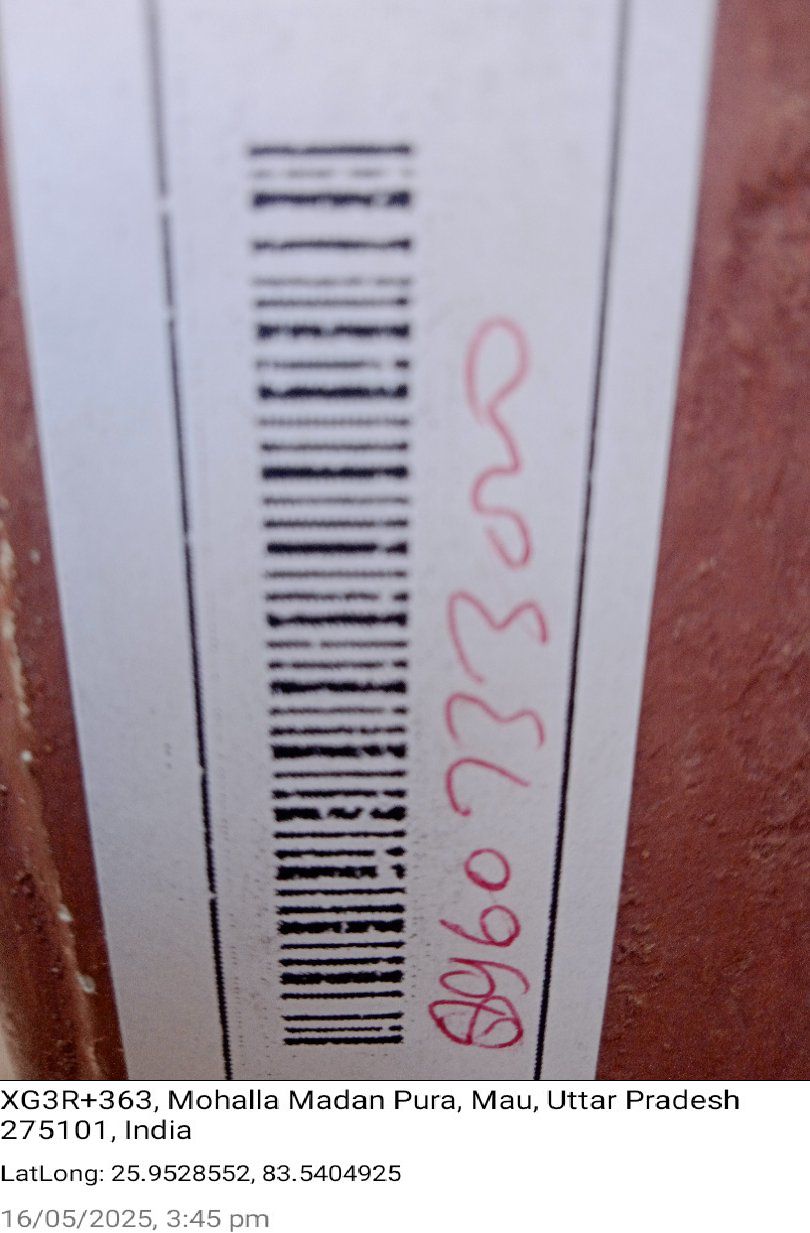 XG3R+363, Mohalla Madan Pura, Mau, Uttar Pradesh
275101, India
LatLong: 25.9528552, 83.5404925
16/05/2025, 3:45 pm